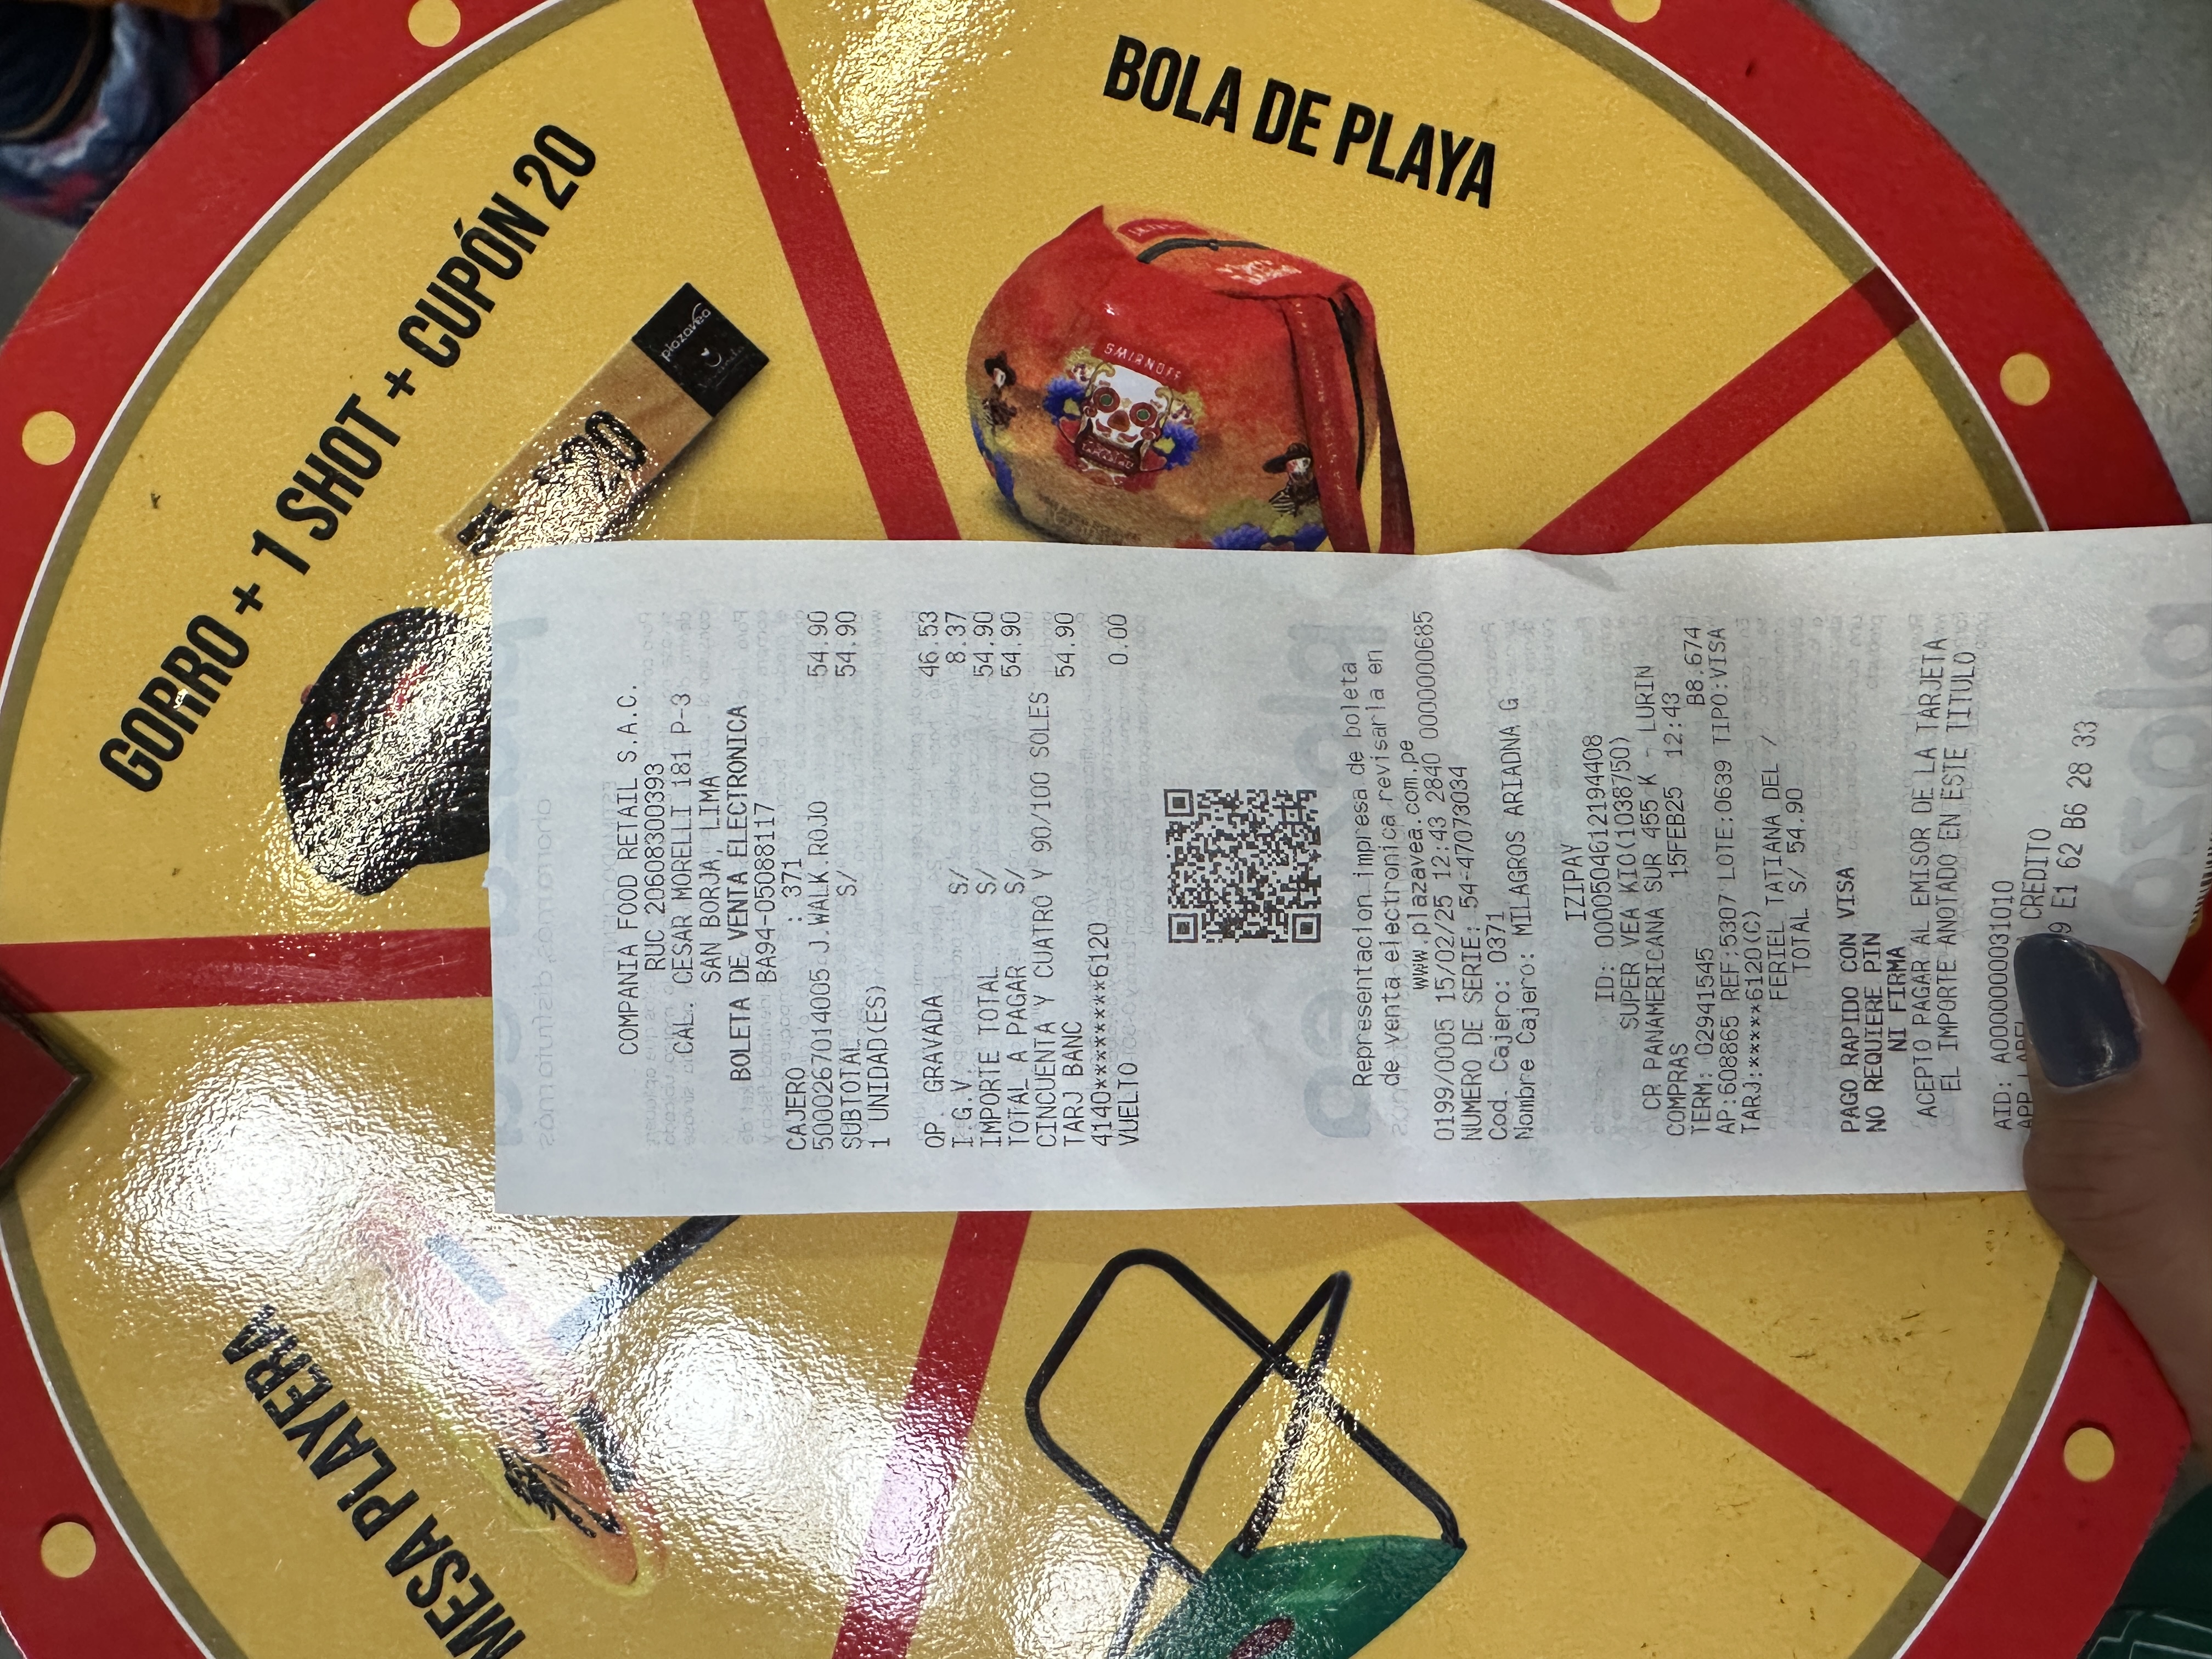 MESA PLAYERA
GORRO + 1 SHOT + CUPÓN 20
20
plazavea
BOLA DE PLAYA
SMIRNOFF
COMPANIA FOOD RETAIL S.A.C.
RUC 20608300393
CAL. CESAR MORELLI 181 P-3
SAN BORJA, LIMA
BOLETA DE VENTA ELECTRONICA
BA94-05088117
CAJERO : 371
5000267014005 J.WALK.ROJO 54.90
SUBTOTAL S/ 54.90
1 UNIDAD(ES)
OP. GRAVADA 46.53
I.G.V. S/ 8.37
IMPORTE TOTAL S/ 54.90
TOTAL A PAGAR S/ 54.90
CINCUENTA Y CUATRO Y 90/100 SOLES
TARJ BANC 54.90
4140********6120
VUELTO 0.00
Representacion impresa de boleta
de venta electronica revisarla en
www.plazavea.com.pe
0199/0005 15/02/25 12:43 2840 0000000685
NUMERO DE SERIE: 54-47073034
Cod. Cajero: 0371
Nombre Cajero: MILAGROS ARIADNA G
IZIPAY
ID: 0000504612194408
SUPER VEA KIO(1038750)
CR PANAMERICANA SUR 455 K - LURIN
COMPRAS 15FEB25 12:43
TERM: 02941545 B8.674
AP:608865 REF:5307 LOTE:0639 TIPO:VISA
TARJ:*****6120(C)
FERIEL TATIANA DEL /
TOTAL S/ 54.90
PAGO RAPIDO CON VISA
NO REQUIERE PIN
NI FIRMA
ACEPTO PAGAR AL EMISOR DE LA TARJETA
EL IMPORTE ANOTADO EN ESTE TITULO
AID: A0000000031010
APP LABEL CREDITO
9 E1 62 B6 28 33